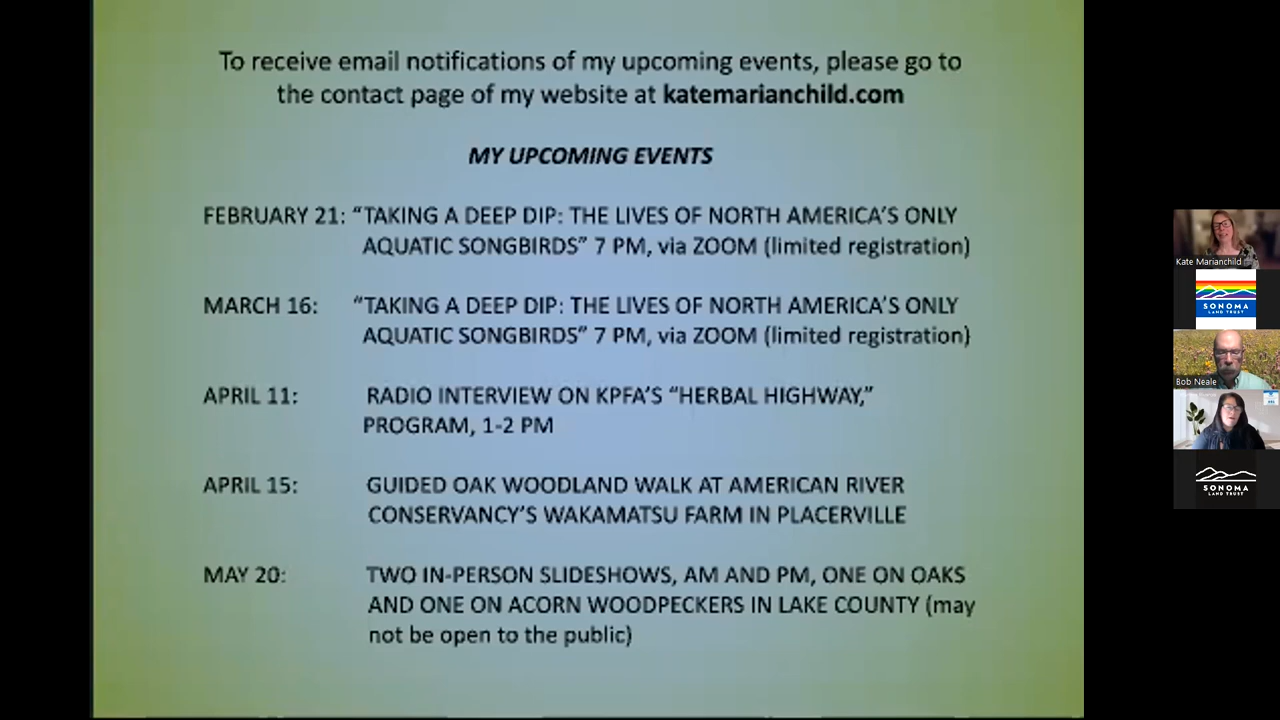 To receive email notifications of my upcoming events, please go to
the contact page of my website at katemarianchild.com
MY UPCOMING EVENTS
FEBRUARY 21: “TAKING A DEEP DIP: THE LIVES OF NORTH AMERICA’S ONLY
AQUATIC SONGBIRDS” 7 PM, via ZOOM (limited registration)
MARCH 16: “TAKING A DEEP DIP: THE LIVES OF NORTH AMERICA’S ONLY
AQUATIC SONGBIRDS” 7 PM, via ZOOM (limited registration)
APRIL 11: RADIO INTERVIEW ON KPFA’S “HERBAL HIGHWAY,”
PROGRAM, 1-2 PM
APRIL 15: GUIDED OAK WOODLAND WALK AT AMERICAN RIVER
CONSERVANCY’S WAKAMATSU FARM IN PLACERVILLE
MAY 20: TWO IN-PERSON SLIDESHOWS, AM AND PM, ONE ON OAKS
AND ONE ON ACORN WOODPECKERS IN LAKE COUNTY (may
not be open to the public)
Kate Marianchild
SONOMA
LAND TRUST
Bob Neale
SONOMA
LAND TRUST